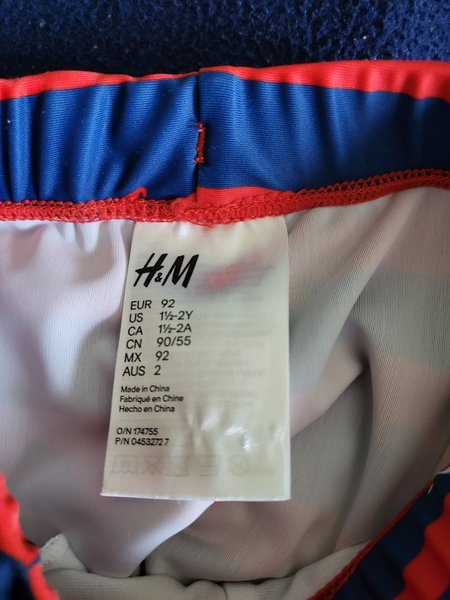 H&M
EUR 92
US 1½-2Y
CA 1½-2A
CN 90/55
MX 92
AUS 2
Made in China
Fabriqué en Chine
Hecho en China
O/N 174755
P/N 0453272 7